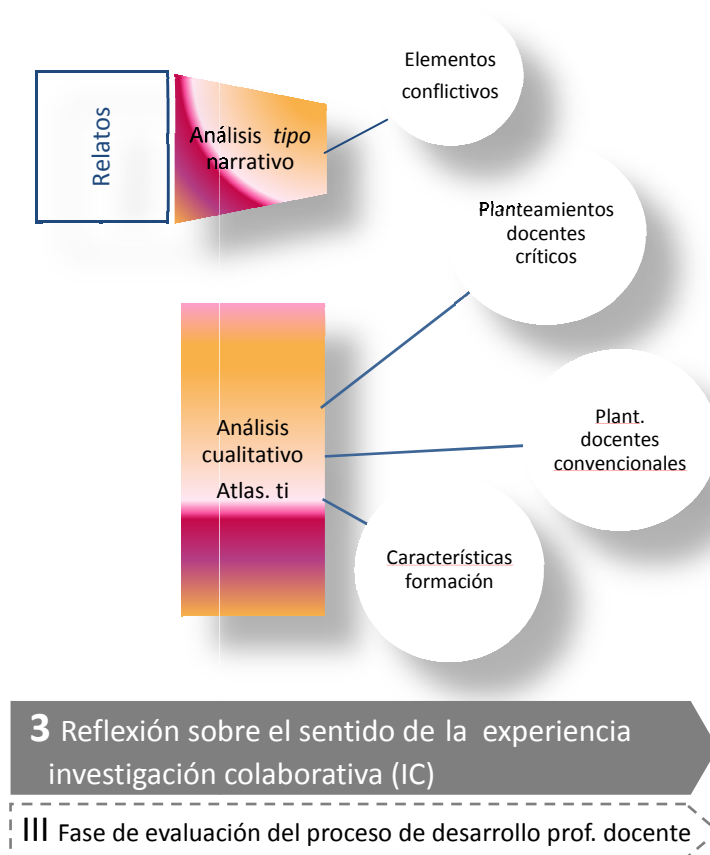 Elementos
conflictivos
Relatos
Análisis tipo
narrativo
Planteamientos
docentes
críticos
Análisis
cualitativo
Atlas. ti
Plant.
docentes
convencionales
Características
formación
3 Reflexión sobre el sentido de la experiencia
investigación colaborativa (IC)
III Fase de evaluación del proceso de desarrollo prof. docente